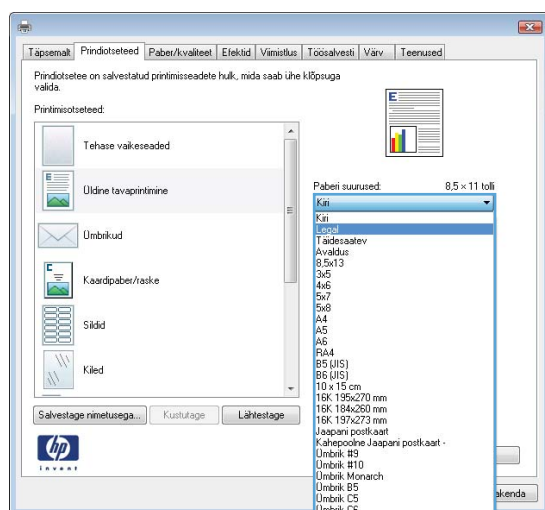 Täpsemalt Prindiotseteed Paber/kvaliteet Efektid Viimistlus Töösalvesti Värv Teenused
Prindiotsetee on salvestatud printimisseadete hulk, mida saab ühe klõpsuga
valida.
Printimisotseteed:
Tehase vaikeseaded
Üldine tavaprintimine
Ümbrikud
Kaardipaber/raske
Sildid
Kiled
Salvestage nimetusega... Kustutage Lähtestage
hp
invent
E
Paberi suurused: 8,5 × 11 tolli
Kiri
Kiri
Legal
Täidesaatev
Avaldus
8,5x13
3x5
4x6
5x7
5x8
A4
A5
A6
RA4
B5 (JIS)
B6 (JIS)
10 x 15 cm
16K 195x270 mm
16K 184x260 mm
16K 197x273 mm
Jaapani postkaart
Kahepoolne Jaapani postkaart -
Ümbrik #9
Ümbrik #10
Ümbrik Monarch
Ümbrik B5
Ümbrik C5
Ümbrik C6